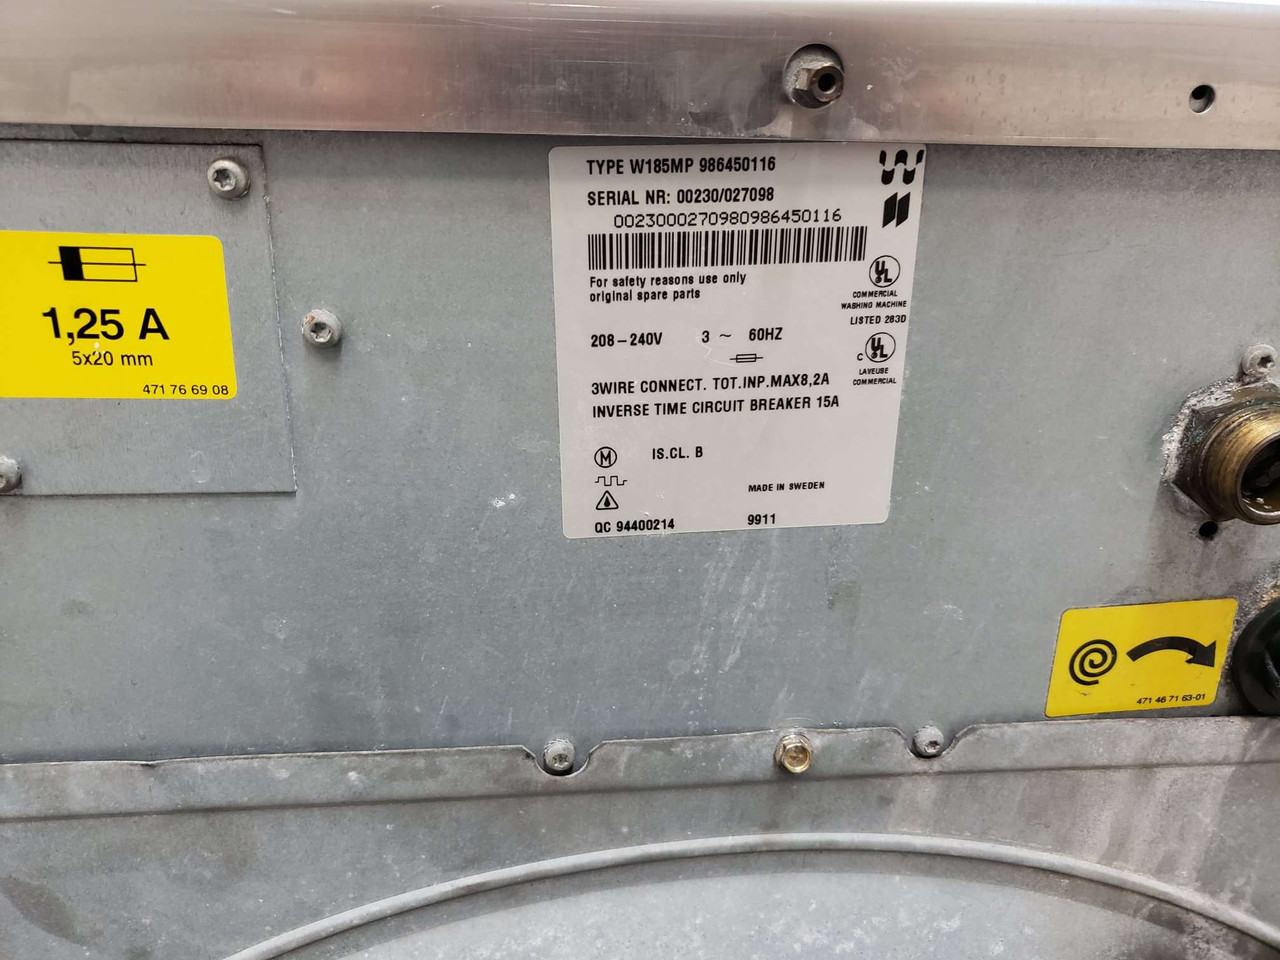 TYPE W185MP 986450116
SERIAL NR: 00230/027098
0023000270980986450116
For safety reasons use only
original spare parts
UL
COMMERCIAL
WASHING MACHINE
LISTED 283D
208-240V 3 ~ 60HZ
C UL
LAVEUSE
COMMERCIAL
3WIRE CONNECT. TOT.INP.MAX8,2A
INVERSE TIME CIRCUIT BREAKER 15A
M IS.CL. B
MADE IN SWEDEN
QC 94400214 9911
1,25 A
5x20 mm
471 76 69 08
471 46 71 63-01